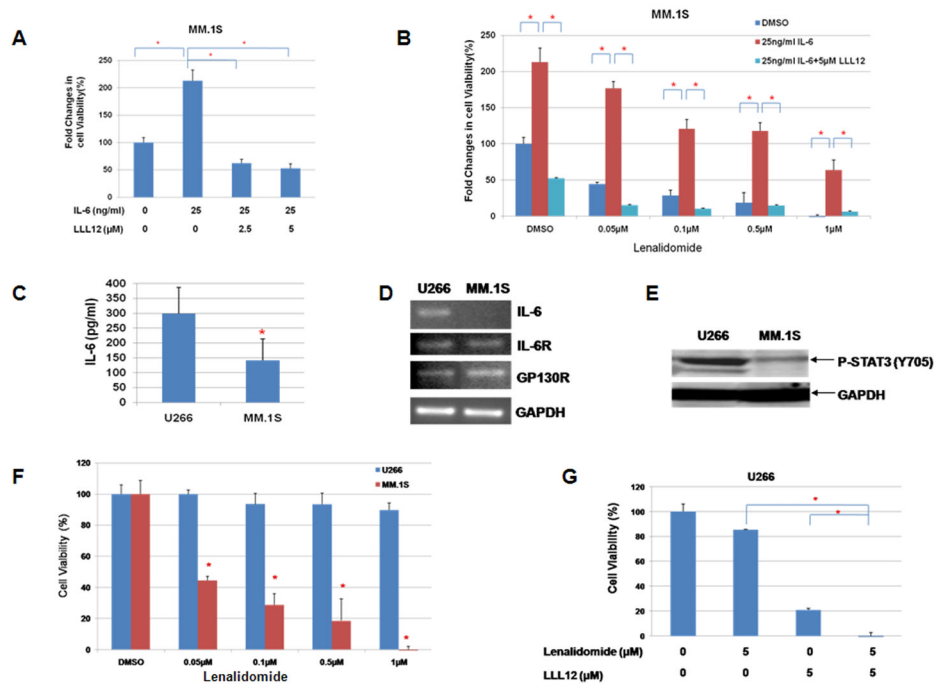 A
MM.1S
* * *
Fold Changes in
cell Vialbility(%)
250
200
150
100
50
0
IL-6 (ng/ml) 0 25 25 25
LLL12 (µM) 0 0 2.5 5
B
MM.1S
DMSO
25ng/ml IL-6
25ng/ml IL-6+5µM LLL12
* * * * * * * * * *
Fold Changes in cell Vialbility(%)
250
200
150
100
50
0
DMSO 0.05µM 0.1µM 0.5µM 1µM
Lenalidomide
C
IL-6 (pg/ml)
400
350
300
250
200
150
100
50
0
*
U266 MM.1S
D
U266 MM.1S
IL-6
IL-6R
GP130R
GAPDH
E
U266 MM.1S
P-STAT3 (Y705)
GAPDH
F
U266
MM.1S
Cell Vialbility (%)
120
100
80
60
40
20
0
* * * *
DMSO 0.05µM 0.1µM 0.5µM 1µM
Lenalidomide
G
U266
* *
Cell Vialbility (%)
120
100
80
60
40
20
0
Lenalidomide (µM) 0 5 0 5
LLL12 (µM) 0 0 5 5